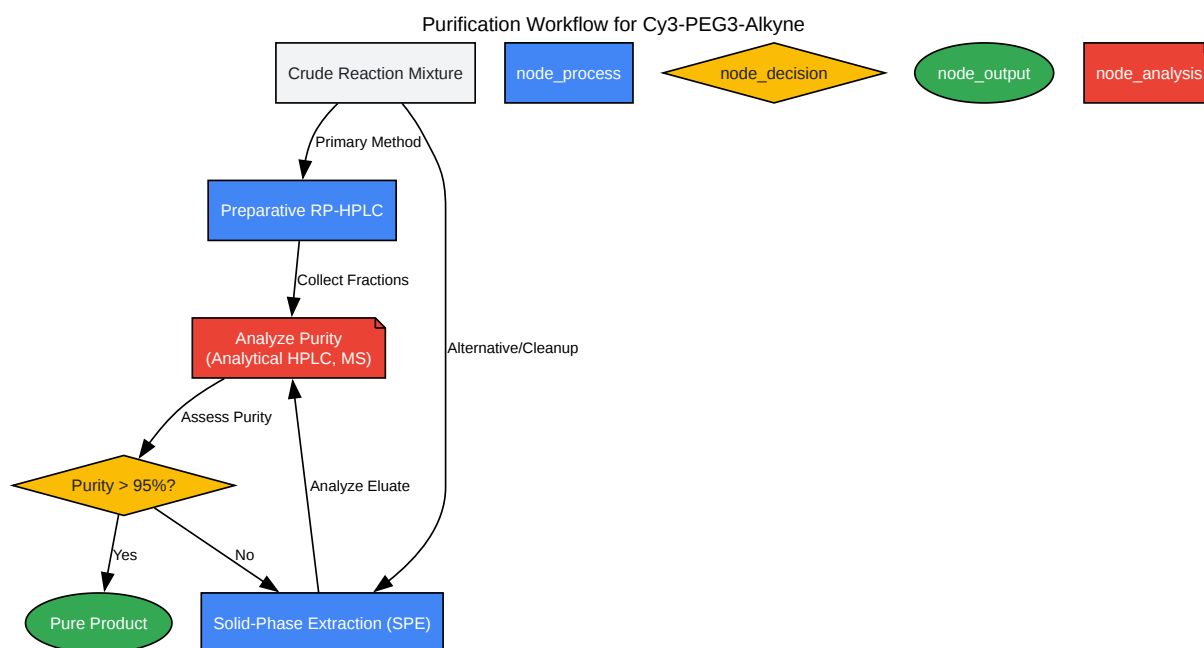 Purification Workflow for Cy3-PEG3-Alkyne
Crude Reaction Mixture
node_process
node_decision
node_output
node_analysis
Primary Method
Preparative RP-HPLC
Collect Fractions
Analyze Purity
(Analytical HPLC, MS)
Alternative/Cleanup
Assess Purity
Purity > 95%?
Analyze Eluate
Yes
No
Pure Product
Solid-Phase Extraction (SPE)